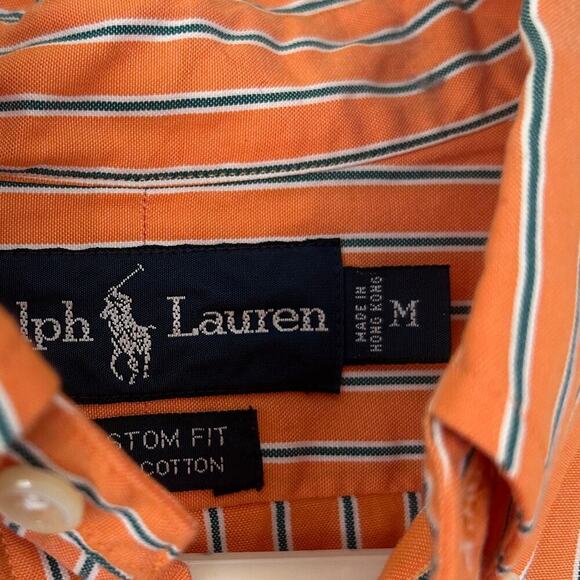 lph Lauren
MADE IN
HONG KONG
M
STOM FIT
COTTON